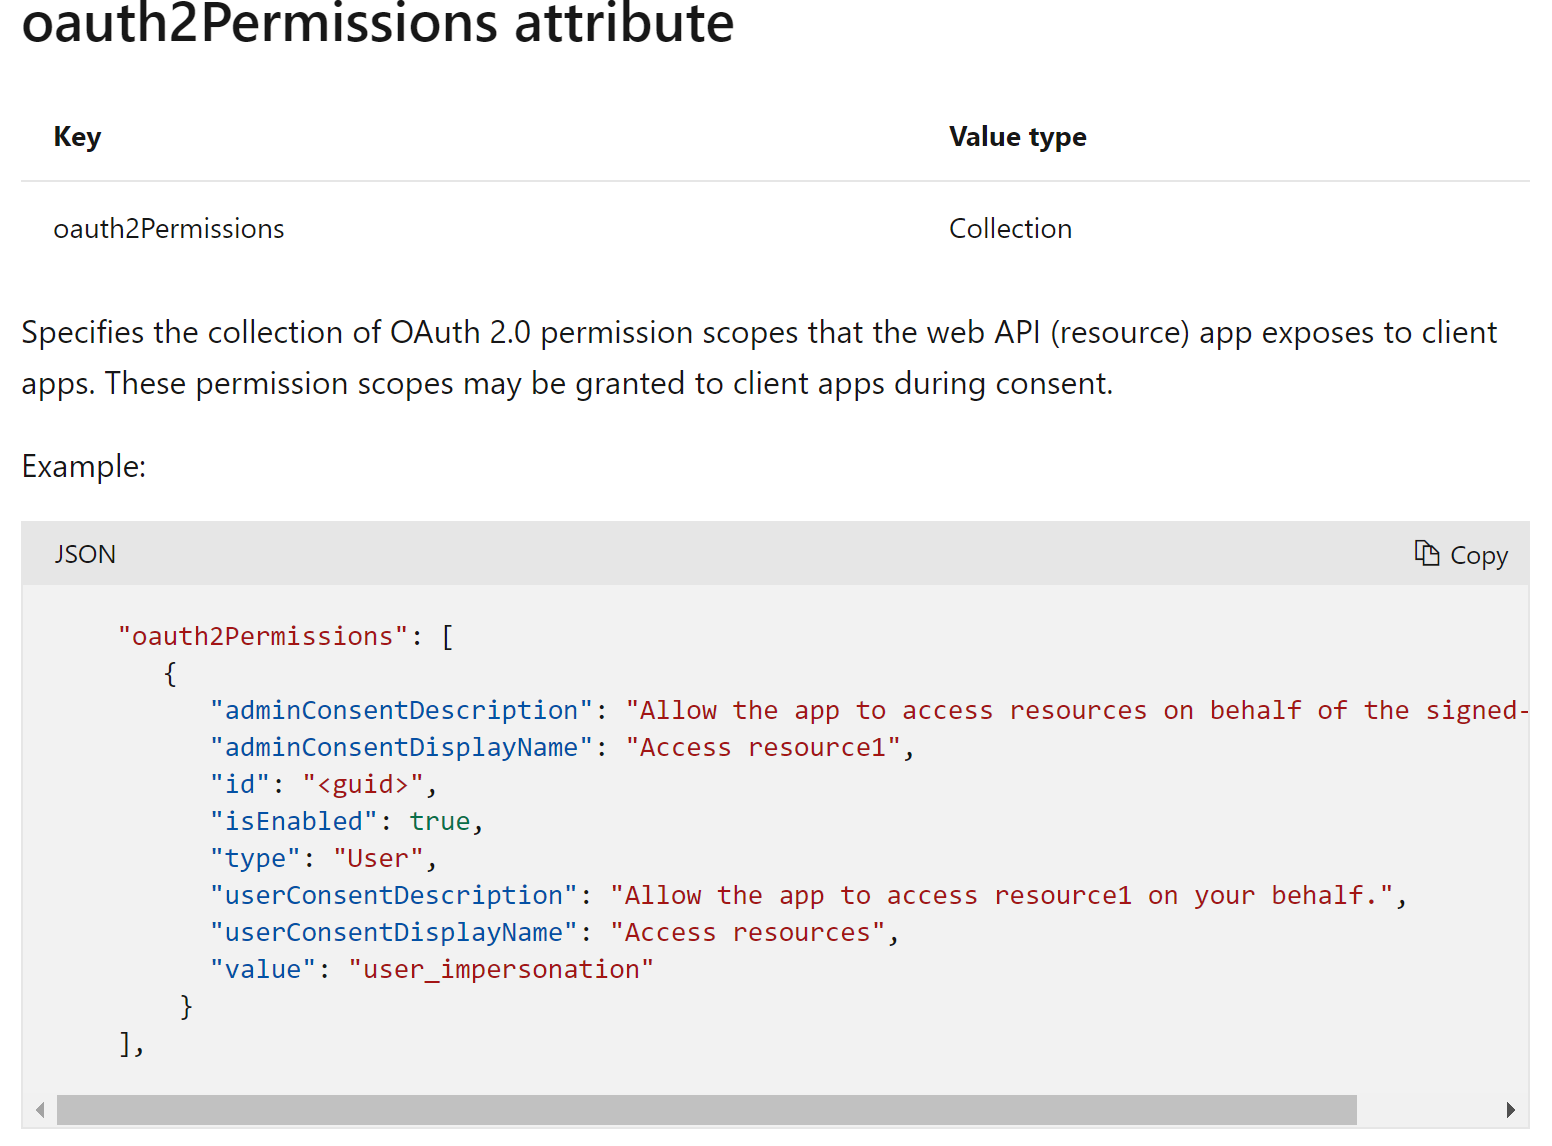 oauth2Permissions attribute
Key Value type
oauth2Permissions Collection
Specifies the collection of OAuth 2.0 permission scopes that the web API (resource) app exposes to client
apps. These permission scopes may be granted to client apps during consent.
Example:
JSON Copy
"oauth2Permissions": [
{
"adminConsentDescription": "Allow the app to access resources on behalf of the signed-
"adminConsentDisplayName": "Access resource1",
"id": "<guid>",
"isEnabled": true,
"type": "User",
"userConsentDescription": "Allow the app to access resource1 on your behalf.",
"userConsentDisplayName": "Access resources",
"value": "user_impersonation"
}
],